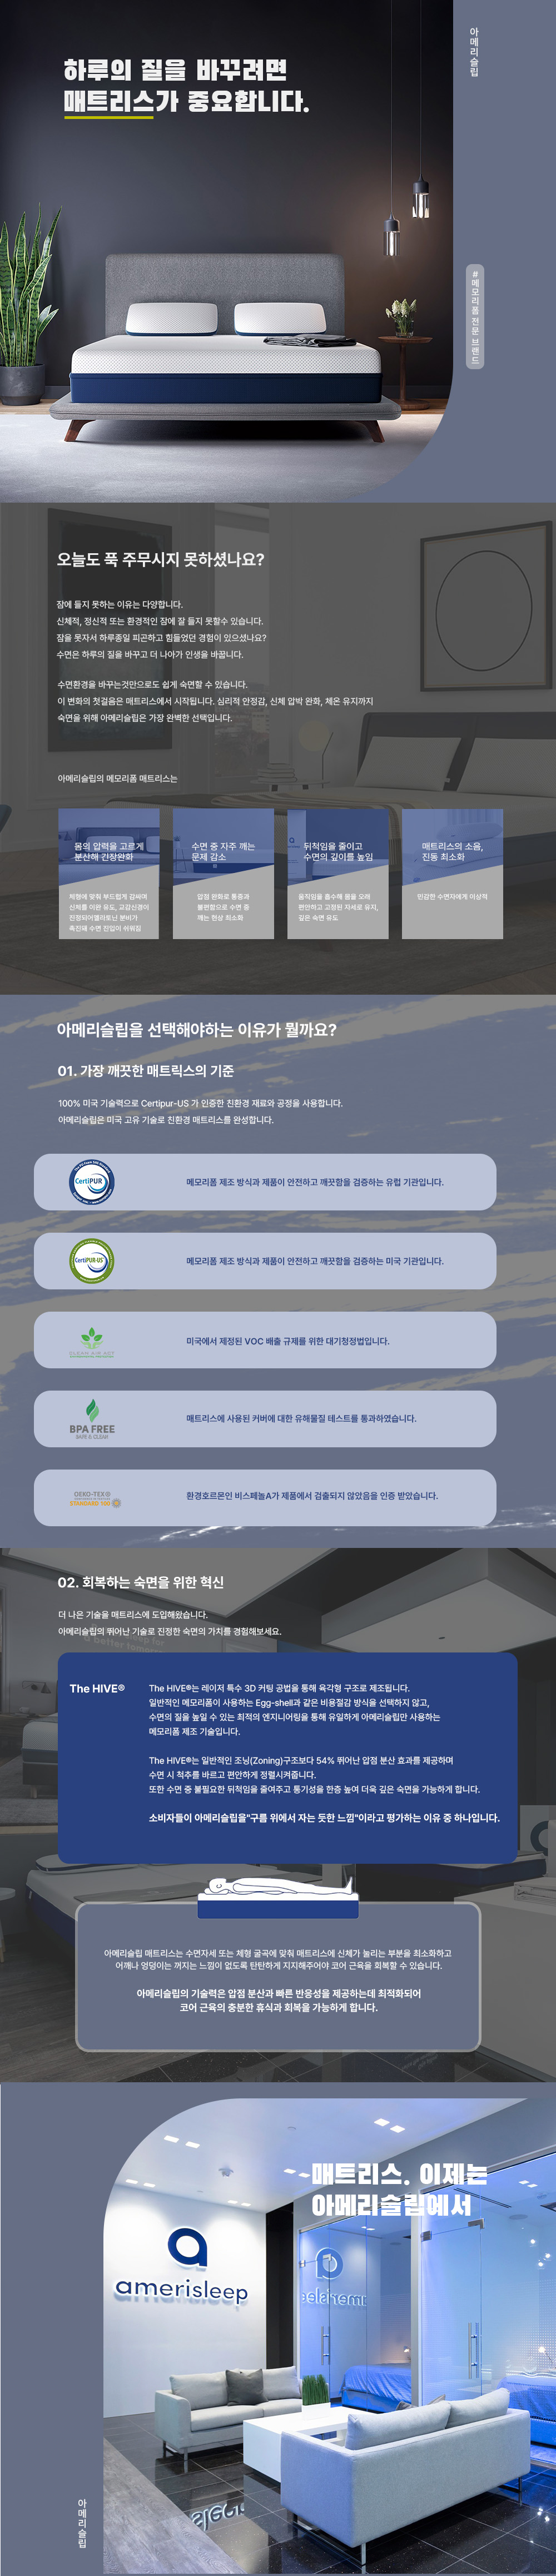 하루의 질을 바꾸려면
매트리스가 중요합니다.
아메리슬립
#메모리폼 전문 브랜드
오늘도 푹 주무시지 못하셨나요?
잠에 들지 못하는 이유는 다양합니다.
신체적, 정신적 또는 환경적인 잠에 잘 들지 못할수 있습니다.
잠을 못자서 하루종일 피곤하고 힘들었던 경험이 있으셨나요?
수면은 하루의 질을 바꾸고 더 나아가 인생을 바꿉니다.
수면환경을 바꾸는것만으로도 쉽게 숙면할 수 있습니다.
이 변화의 첫걸음은 매트리스에서 시작됩니다. 심리적 안정감, 신체 압박 완화, 체온 유지까지
숙면을 위해 아메리슬립은 가장 완벽한 선택입니다.
아메리슬립의 메모리폼 매트리스는
몸의 압력을 고르게
분산해 긴장완화
체형에 맞춰 부드럽게 감싸며
신체를 이완 유도, 교감신경이
진정되어멜라토닌 분비가
촉진돼 수면 진입이 쉬워짐
수면 중 자주 깨는
문제 감소
압점 완화로 통증과
불편함으로 수면 중
깨는 현상 최소화
뒤척임을 줄이고
수면의 깊이를 높임
움직임을 흡수해 몸을 오래
편안하고 고정된 자세로 유지,
깊은 숙면 유도
매트리스의 소음,
진동 최소화
민감한 수면자에게 이상적
아메리슬립을 선택해야하는 이유가 뭘까요?
01. 가장 깨끗한 매트릭스의 기준
100% 미국 기술력으로 Certipur-US 가 인증한 친환경 재료와 공정을 사용합니다.
아메리슬립은 미국 고유 기술로 친환경 매트리스를 완성합니다.
CertiPUR
메모리폼 제조 방식과 제품이 안전하고 깨끗함을 검증하는 유럽 기관입니다.
CertiPUR-US
메모리폼 제조 방식과 제품이 안전하고 깨끗함을 검증하는 미국 기관입니다.
CLEAN AIR ACT
미국에서 제정된 VOC 배출 규제를 위한 대기청정법입니다.
BPA FREE
SAFE & CLEAN
매트리스에 사용된 커버에 대한 유해물질 테스트를 통과하였습니다.
OEKO-TEX®
STANDARD 100
환경호르몬인 비스페놀A가 제품에서 검출되지 않았음을 인증 받았습니다.
02. 회복하는 숙면을 위한 혁신
더 나은 기술을 매트리스에 도입해왔습니다.
아메리슬립의 뛰어난 기술로 진정한 숙면의 가치를 경험해보세요.
a better tomorrow
The HIVE®
The HIVE®는 레이저 특수 3D 커팅 공법을 통해 육각형 구조로 제조됩니다.
일반적인 메모리폼이 사용하는 Egg-shell과 같은 비용절감 방식을 선택하지 않고,
수면의 질을 높일 수 있는 최적의 엔지니어링을 통해 유일하게 아메리슬립만 사용하는
메모리폼 제조 기술입니다.
The HIVE®는 일반적인 조닝(Zoning)구조보다 54% 뛰어난 압점 분산 효과를 제공하며
수면 시 척추를 바르고 편안하게 정렬시켜줍니다.
또한 수면 중 불필요한 뒤척임을 줄여주고 통기성을 한층 높여 더욱 깊은 숙면을 가능하게 합니다.
소비자들이 아메리슬립을"구름 위에서 자는 듯한 느낌"이라고 평가하는 이유 중 하나입니다.
아메리슬립 매트리스는 수면자세 또는 체형 굴곡에 맞춰 매트리스에 신체가 눌리는 부분을 최소화하고
어깨나 엉덩이는 꺼지는 느낌이 없도록 탄탄하게 지지해주어야 코어 근육을 회복할 수 있습니다.
아메리슬립의 기술력은 압점 분산과 빠른 반응성을 제공하는데 최적화되어
코어 근육의 충분한 휴식과 회복을 가능하게 합니다.
매트리스. 이제는
아메리슬립에서
amerisleep
아메리슬립